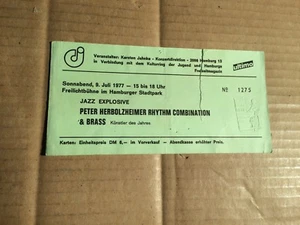 Veranstalter: Karsten Jahnke - Konzertdirektion - 2000 Hamburg 13
in Verbindung mit dem Kulturring der Jugend und Hamburgs
Freizeitmagazin
ultimo
Sonnabend, 9. Juli 1977 — 15 bis 18 Uhr
Freilichtbühne im Hamburger Stadtpark
Nº 1275
JAZZ EXPLOSIVE
PETER HERBOLZHEIMER RHYTHM COMBINATION
& BRASS Künstler des Jahres
Karten: Einheitspreis DM 6,- im Vorverkauf - Abendkasse erhöhter Preis.